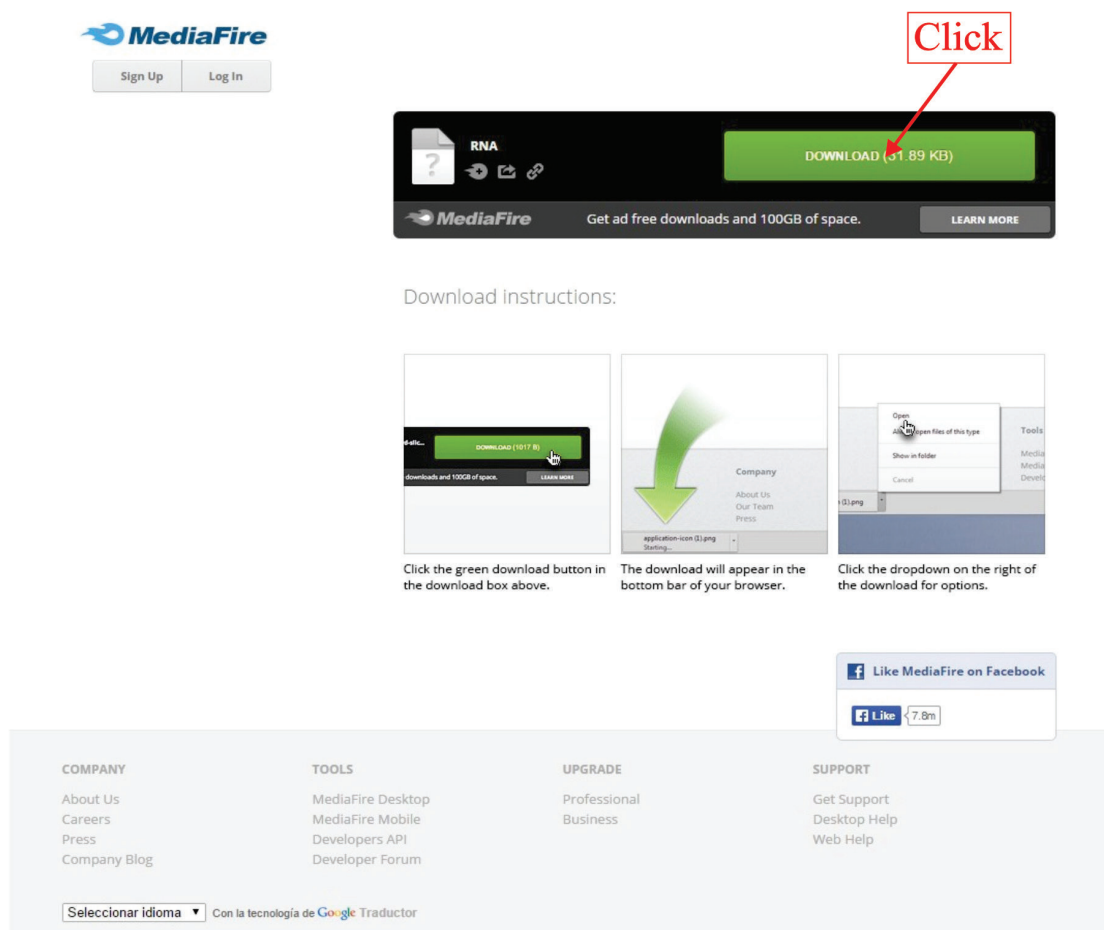 MediaFire
Click
Sign Up
Log In
RNA
DOWNLOAD (31.89 KB)
MediaFire
Get ad free downloads and 100GB of space.
LEARN MORE
Download instructions:
DOWNLOAD (1017 B)
downloads and 100GB of space.
LEARN MORE
Company
About Us
Our Team
Press
application-icon (1).png
Starting...
Open
open files of this type
Show in folder
Cancel
Tools
Media
Media
Develo
(1).png
Click the green download button in
the download box above.
The download will appear in the
bottom bar of your browser.
Click the dropdown on the right of
the download for options.
Like MediaFire on Facebook
Like
7.8m
COMPANY
About Us
Careers
Press
Company Blog
TOOLS
MediaFire Desktop
MediaFire Mobile
Developers API
Developer Forum
UPGRADE
Professional
Business
SUPPORT
Get Support
Desktop Help
Web Help
Seleccionar idioma
Con la tecnología de Google Traductor